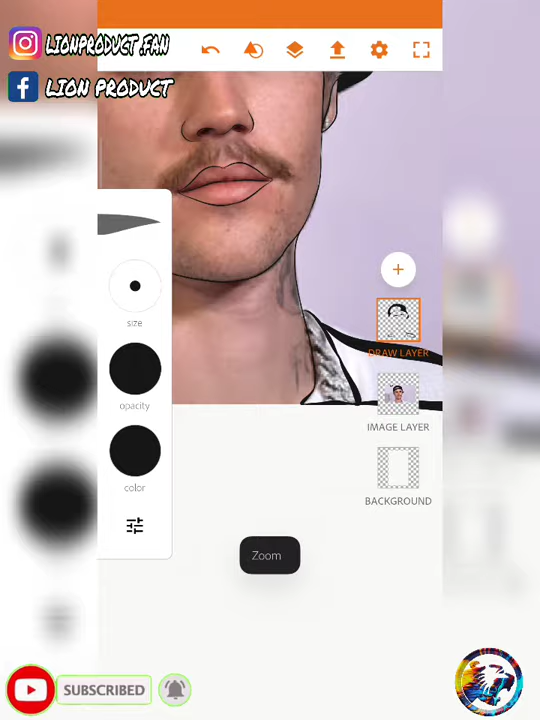 LIONPRODUCT.FAN
LION PRODUCT
size
opacity
color
DRAW LAYER
IMAGE LAYER
BACKGROUND
Zoom
SUBSCRIBED